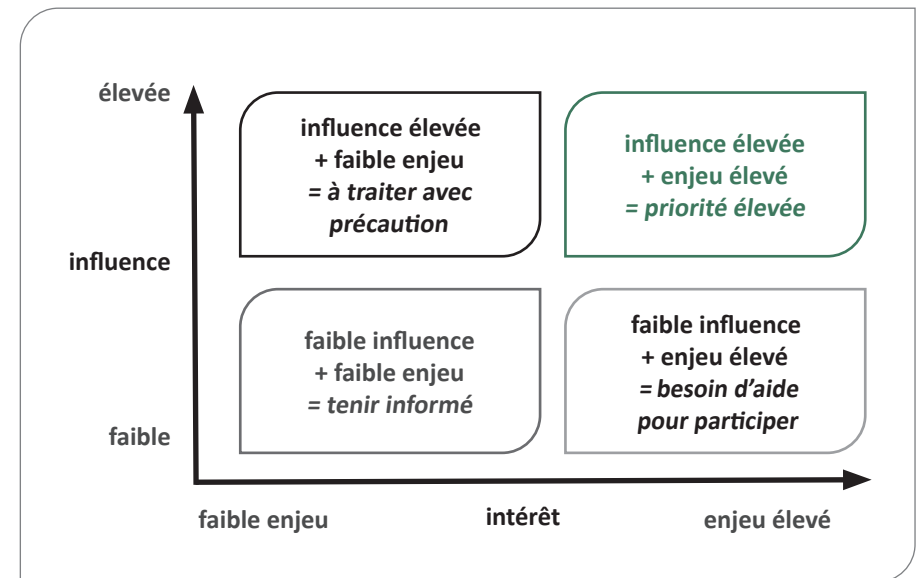 élevée
influence élevée
+ faible enjeu
= à traiter avec
précaution
influence élevée
+ enjeu élevé
= priorité élevée
influence
faible influence
+ faible enjeu
= tenir informé
faible influence
+ enjeu élevé
= besoin d'aide
pour participer
faible
faible enjeu
intérêt
enjeu élevé